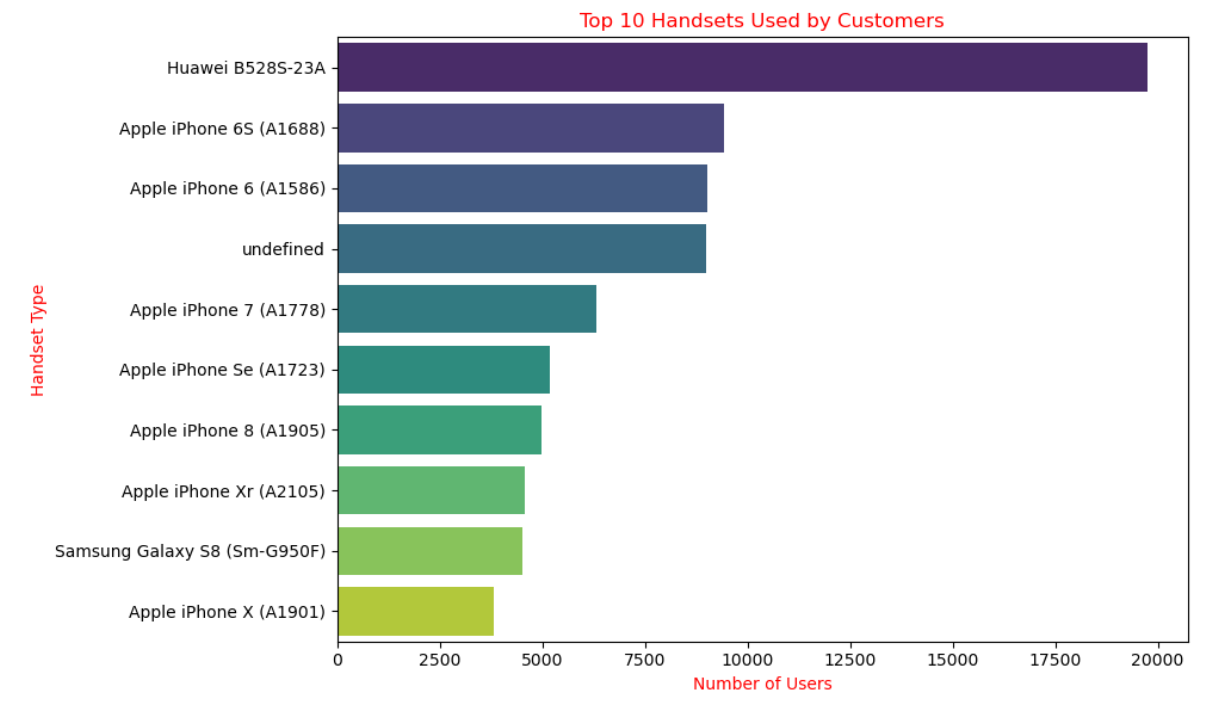 Top 10 Handsets Used by Customers
Handset Type
Huawei B528S-23A
Apple iPhone 6S (A1688)
Apple iPhone 6 (A1586)
undefined
Apple iPhone 7 (A1778)
Apple iPhone Se (A1723)
Apple iPhone 8 (A1905)
Apple iPhone Xr (A2105)
Samsung Galaxy S8 (Sm-G950F)
Apple iPhone X (A1901)
0 2500 5000 7500 10000 12500 15000 17500 20000
Number of Users